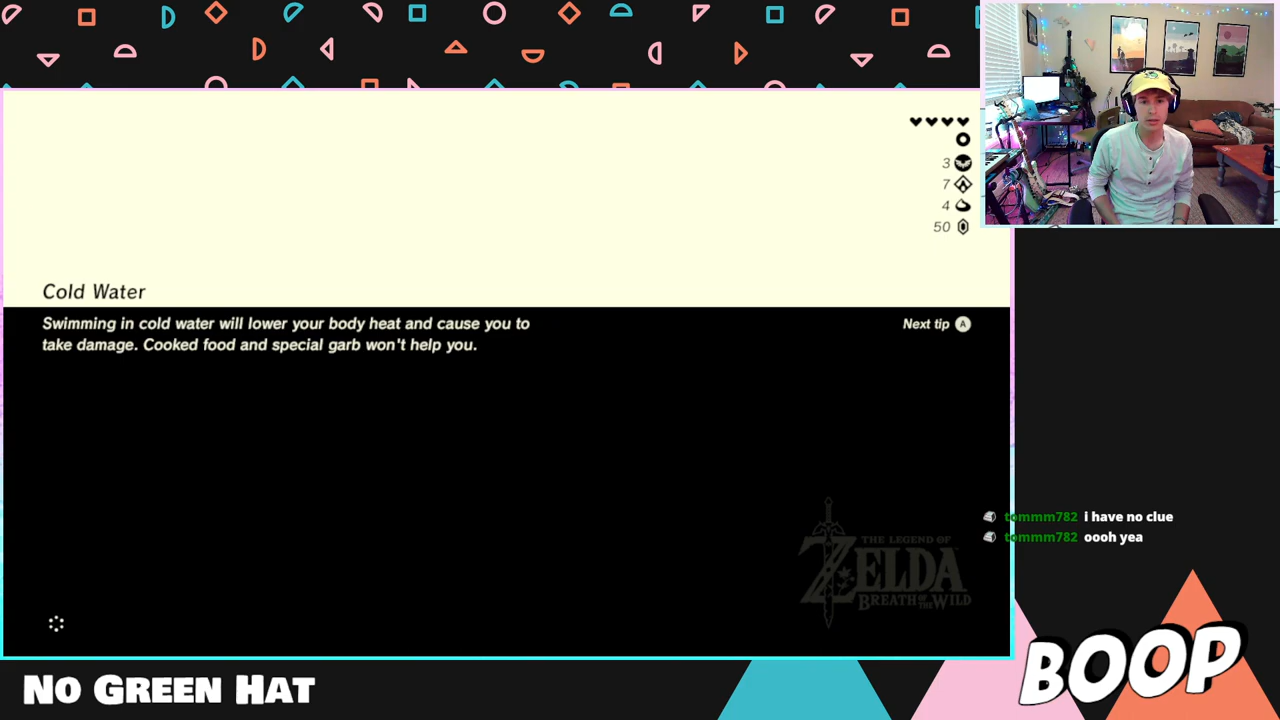 3
7
4
50
Cold Water
Swimming in cold water will lower your body heat and cause you to
take damage. Cooked food and special garb won't help you.
Next tip A
THE LEGEND OF
ZELDA
BREATH OF THE WILD
tommm782 i have no clue
tommm782 oooh yea
NO GREEN HAT
BOOP